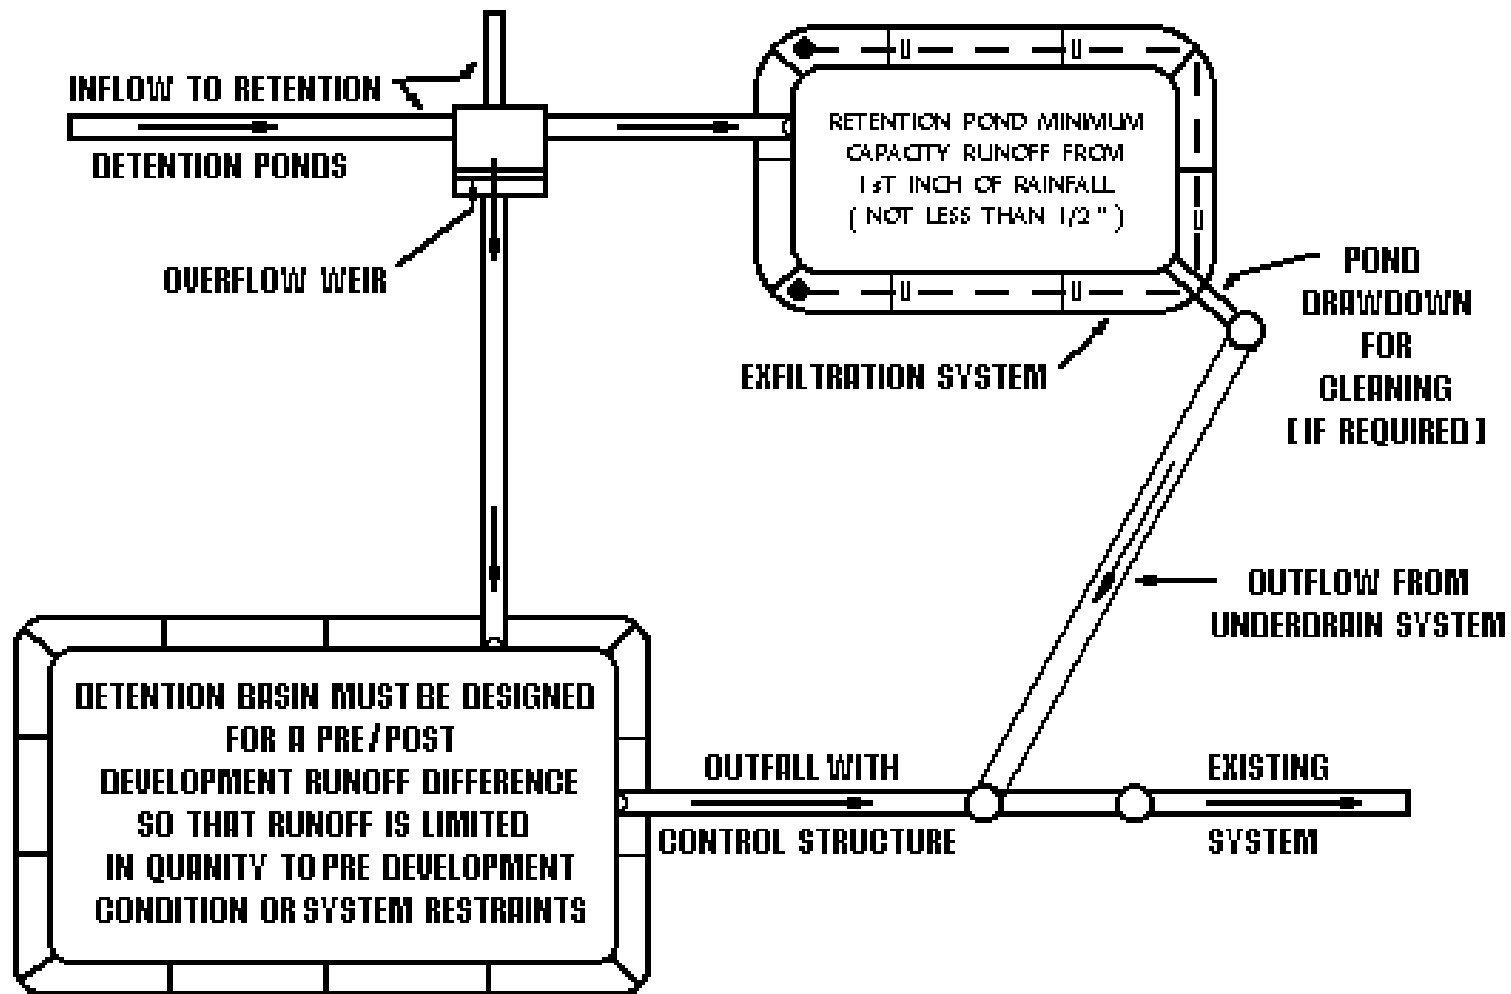 INFLOW TO RETENTION
DETENTION PONDS
OVERFLOW WEIR
RETENTION POND MINIMUM
CAPACITY RUNOFF FROM
1ST INCH OF RAINFALL
( NOT LESS THAN 1/2 " )
U
U
U
U
U
EXFILTRATION SYSTEM
POND
DRAWDOWN
FOR
CLEANING
[ IF REQUIRED ]
OUTFLOW FROM
UNDERDRAIN SYSTEM
DETENTION BASIN MUST BE DESIGNED
FOR A PRE/POST
DEVELOPMENT RUNOFF DIFFERENCE
SO THAT RUNOFF IS LIMITED
IN QUANITY TO PRE DEVELOPMENT
CONDITION OR SYSTEM RESTRAINTS
OUTFALL WITH
CONTROL STRUCTURE
EXISTING
SYSTEM